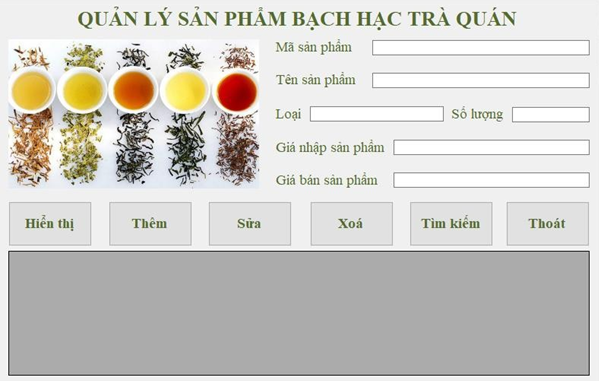 QUẢN LÝ SẢN PHẨM BẠCH HẠC TRÀ QUÁN
Mã sản phẩm
Tên sản phẩm
Loại Số lượng
Giá nhập sản phẩm
Giá bán sản phẩm
Hiển thị Thêm Sửa Xoá Tìm kiếm Thoát